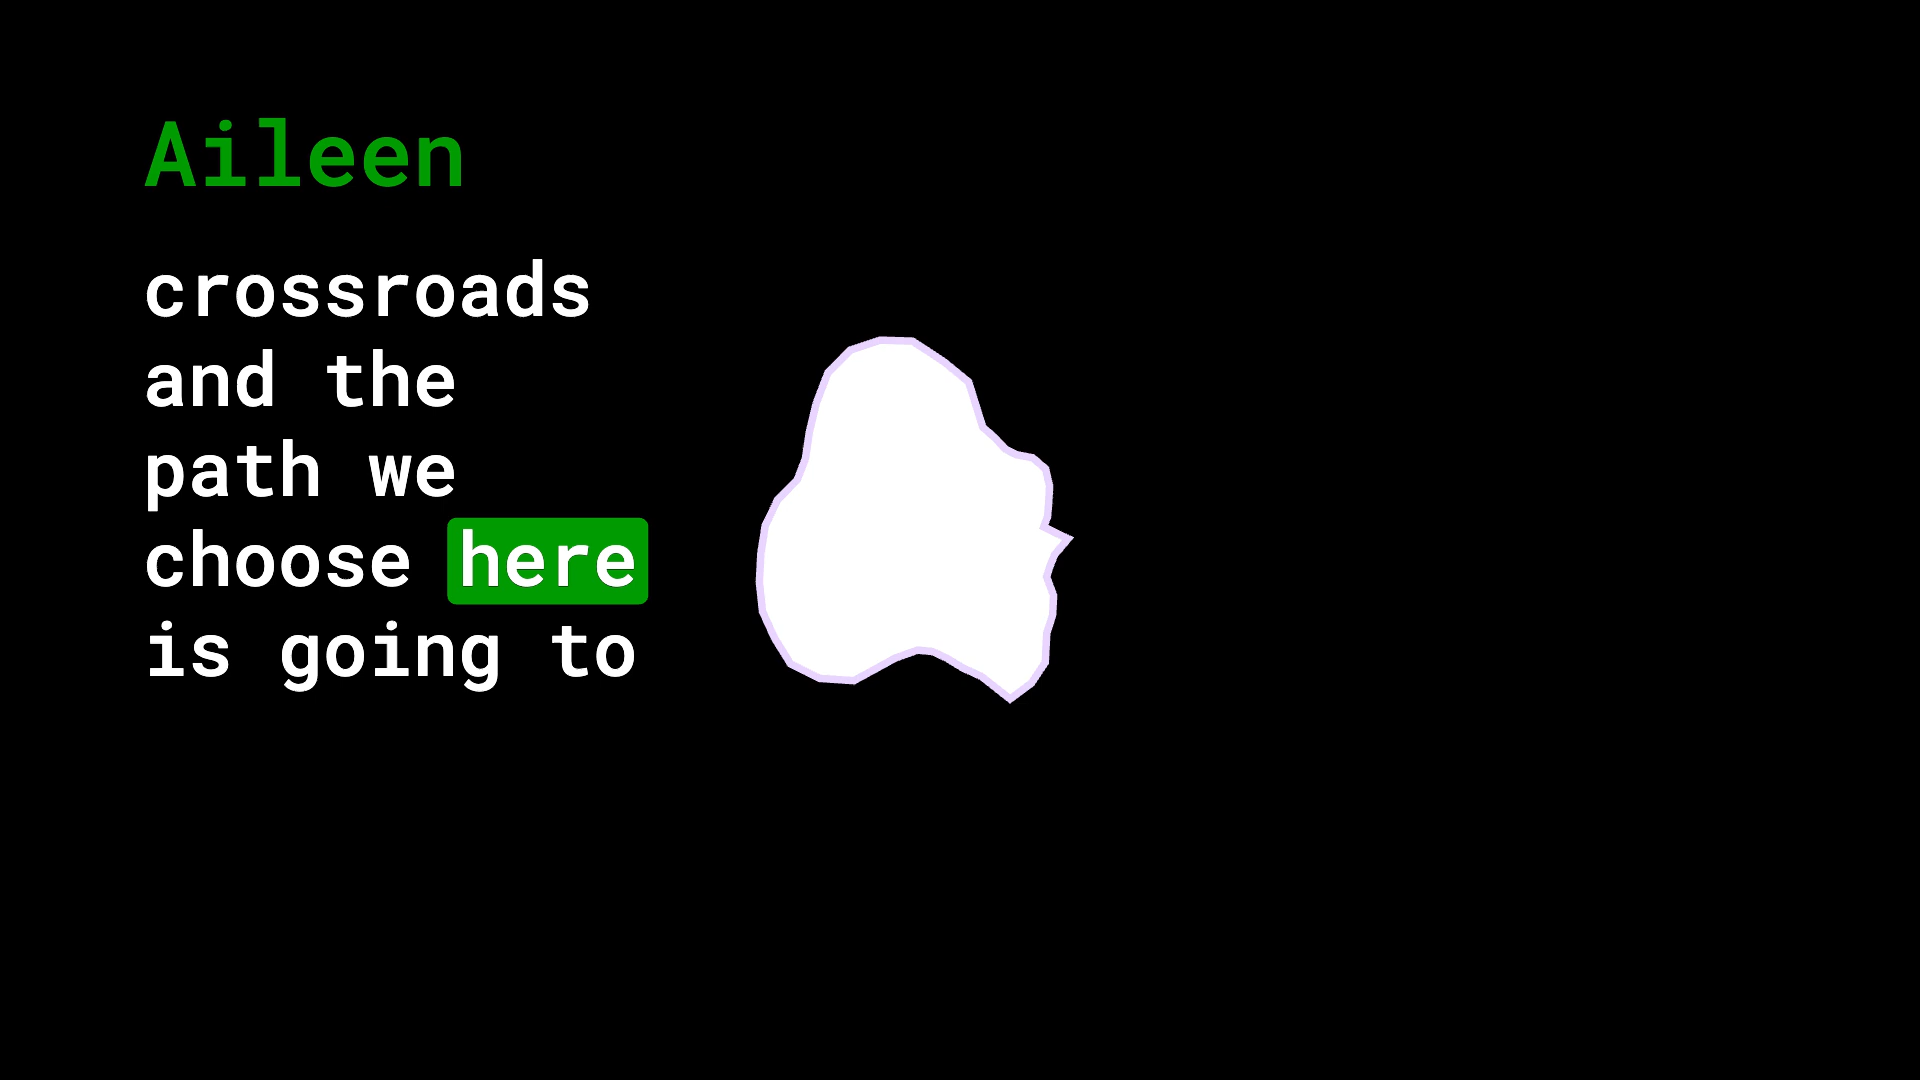 Aileen
crossroads
and the
path we
choose here
is going to